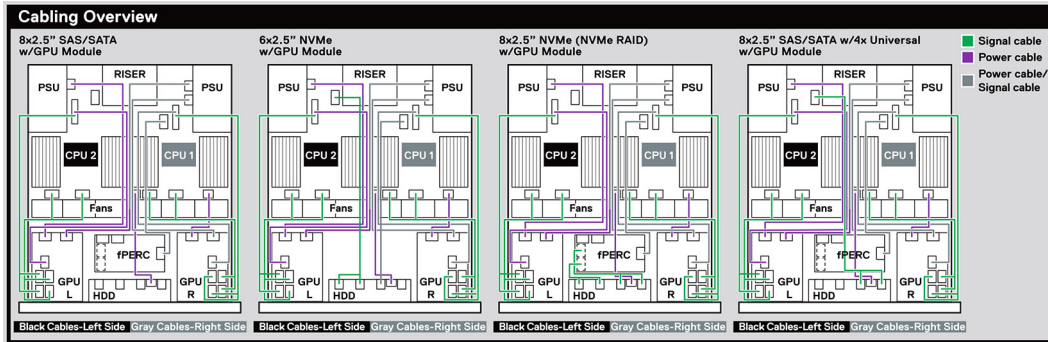 Cabling Overview
8x2.5” SAS/SATA
w/GPU Module
PSU
RISER
PSU
CPU 2
CPU 1
Fans
fPERC
GPU
L
HDD
GPU
R
Black Cables-Left Side
Gray Cables-Right Side
6x2.5” NVMe
w/GPU Module
PSU
RISER
PSU
CPU 2
CPU 1
Fans
GPU
L
HDD
GPU
R
Black Cables-Left Side
Gray Cables-Right Side
8x2.5” NVMe (NVMe RAID)
w/GPU Module
PSU
RISER
PSU
CPU 2
CPU 1
Fans
fPERC
GPU
L
HDD
GPU
R
Black Cables-Left Side
Gray Cables-Right Side
8x2.5” SAS/SATA w/4x Universal
w/GPU Module
PSU
RISER
PSU
CPU 2
CPU 1
Fans
fPERC
GPU
L
HDD
GPU
R
Black Cables-Left Side
Gray Cables-Right Side
Signal cable
Power cable
Power cable/
Signal cable